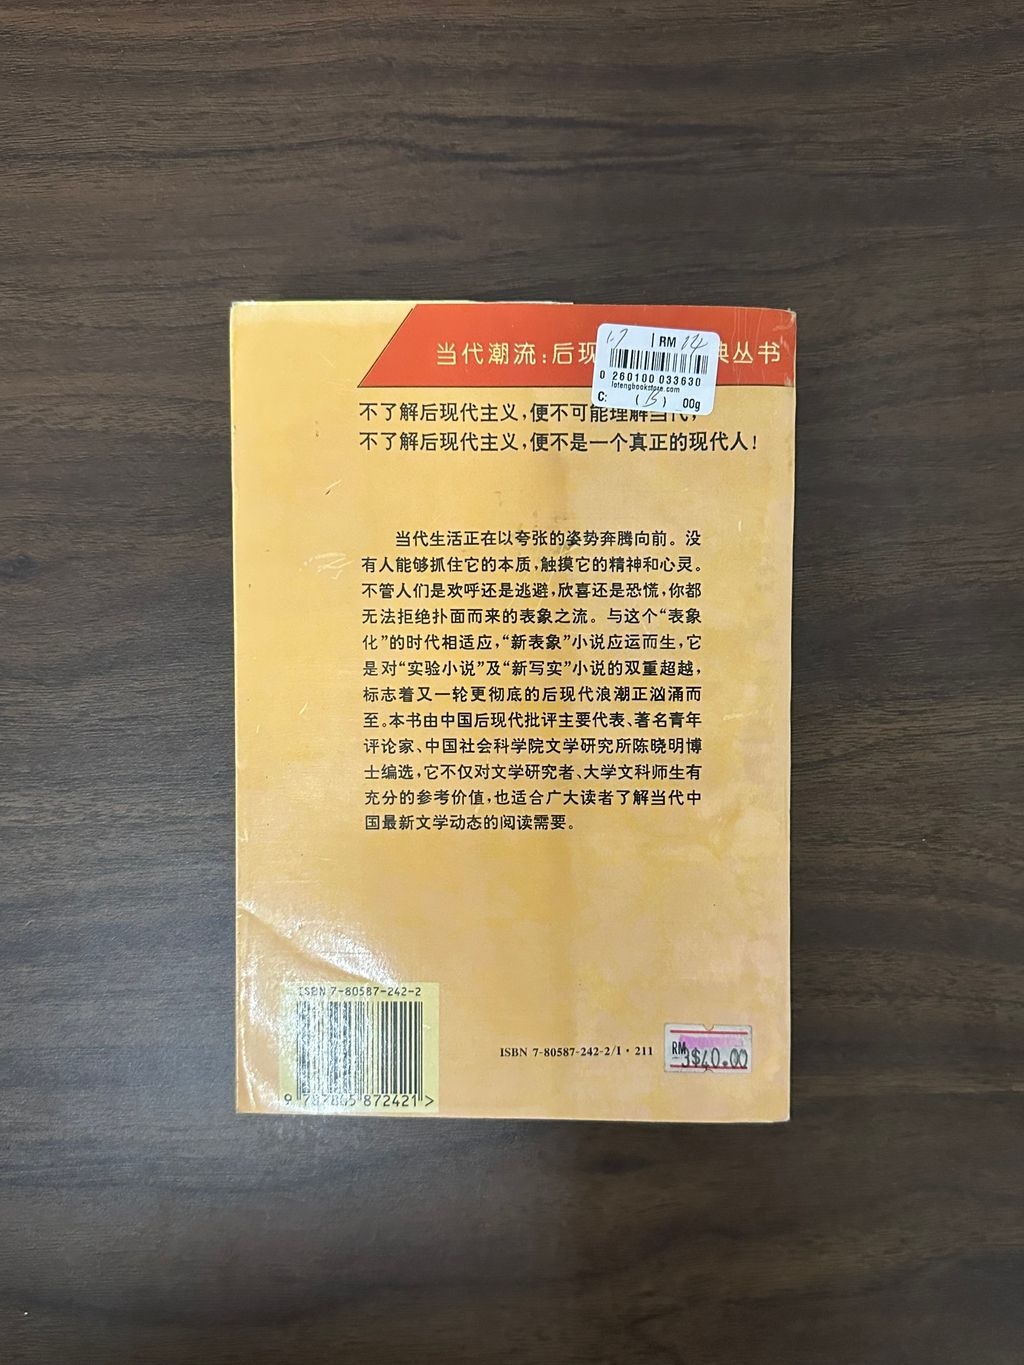 当代潮流:后现 典丛书
RM
0 260100 033630
lotengbookstore.com
C: ( 15 ) 00g
不了解后现代主义,便不可能理解当代,
不了解后现代主义,便不是一个真正的现代人!
当代生活正在以夸张的姿势奔腾向前。没
有人能够抓住它的本质,触摸它的精神和心灵。
不管人们是欢呼还是逃避,欣喜还是恐慌,你都
无法拒绝扑面而来的表象之流。与这个“表象
化”的时代相适应,“新表象”小说应运而生,它
是对“实验小说”及“新写实”小说的双重超越,
标志着又一轮更彻底的后现代浪潮正汹涌而
至。本书由中国后现代批评主要代表、著名青年
评论家、中国社会科学院文学研究所陈晓明博
士编选,它不仅对文学研究者、大学文科师生有
充分的参考价值,也适合广大读者了解当代中
国最新文学动态的阅读需要。
ISBN 7-80587-242-2
9 787805 872421 >
ISBN 7-80587-242-2/I·211
RM
$40.00